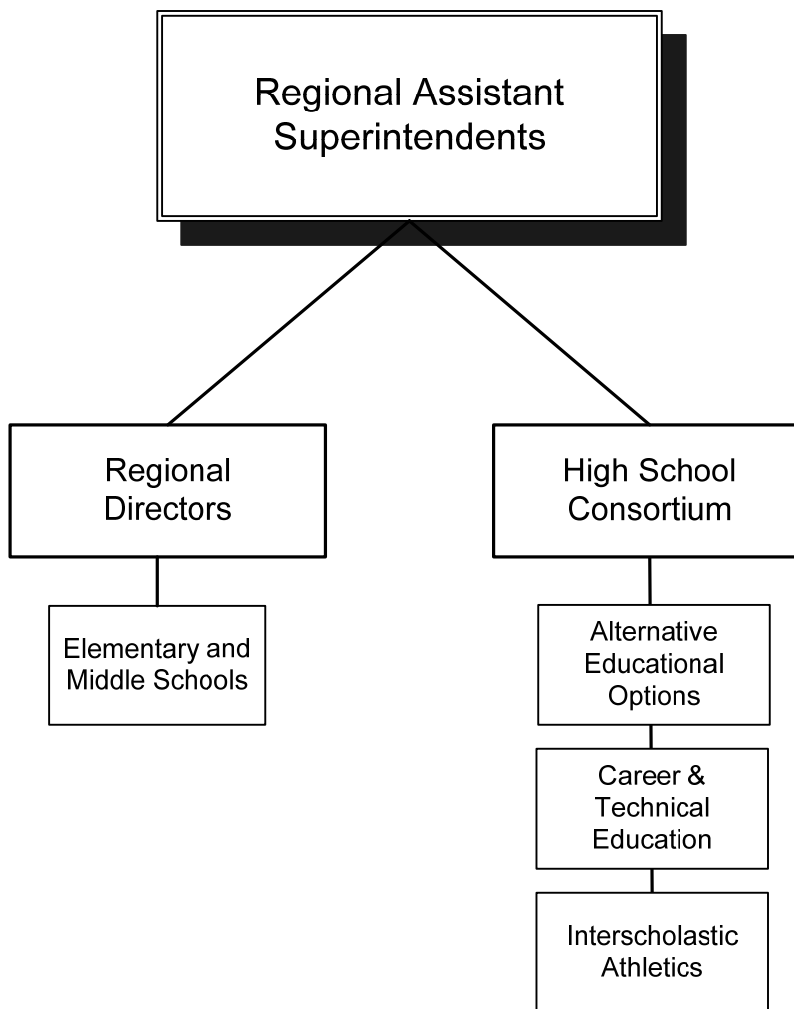 Regional Assistant
Superintendents
Regional
Directors
High School
Consortium
Elementary and
Middle Schools
Alternative
Educational
Options
Career &
Technical
Education
Interscholastic
Athletics